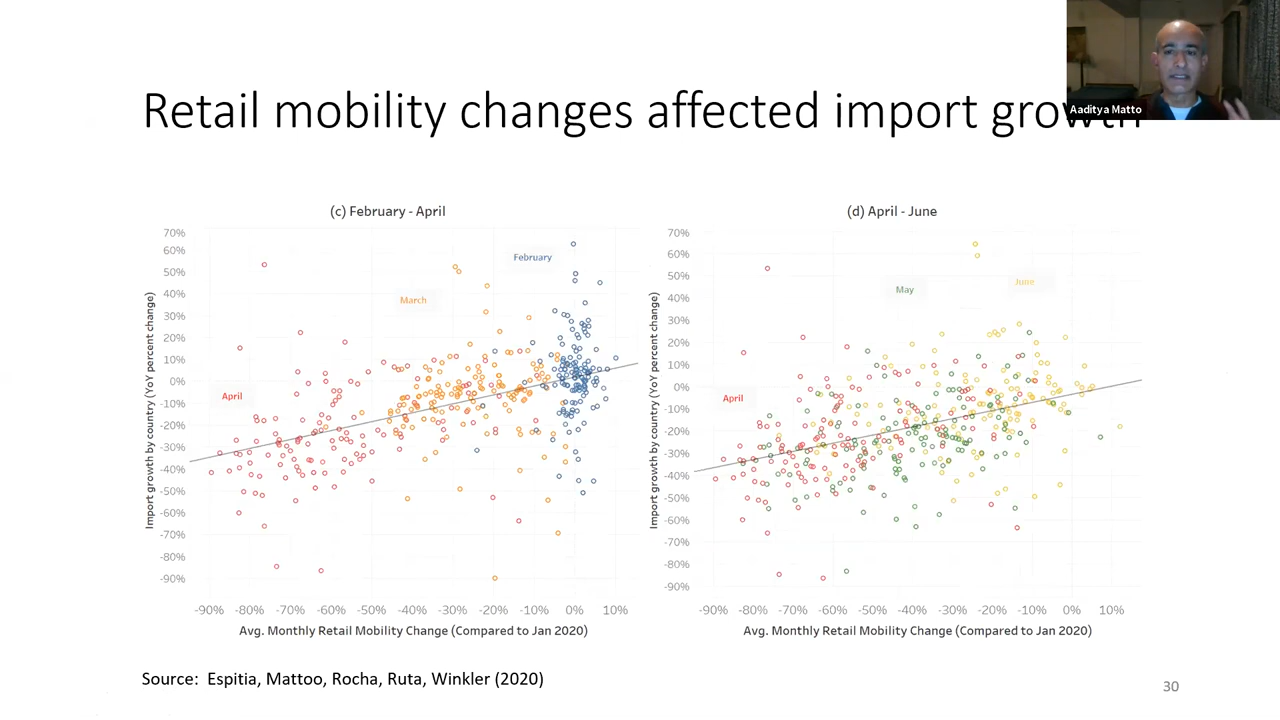 Retail mobility changes affected import growth
Aaditya Matto
(c) February - April
Import growth by country (YoY percent change)
70%
60%
50%
40%
30%
20%
10%
0%
-10%
-20%
-30%
-40%
-50%
-60%
-70%
-80%
-90%
February
March
April
-90% -80% -70% -60% -50% -40% -30% -20% -10% 0% 10%
Avg. Monthly Retail Mobility Change (Compared to Jan 2020)
(d) April - June
Import growth by country (YoY percent change)
70%
60%
50%
40%
30%
20%
10%
0%
-10%
-20%
-30%
-40%
-50%
-60%
-70%
-80%
-90%
June
May
April
-90% -80% -70% -60% -50% -40% -30% -20% -10% 0% 10%
Avg. Monthly Retail Mobility Change (Compared to Jan 2020)
Source: Espitia, Mattoo, Rocha, Ruta, Winkler (2020)
30